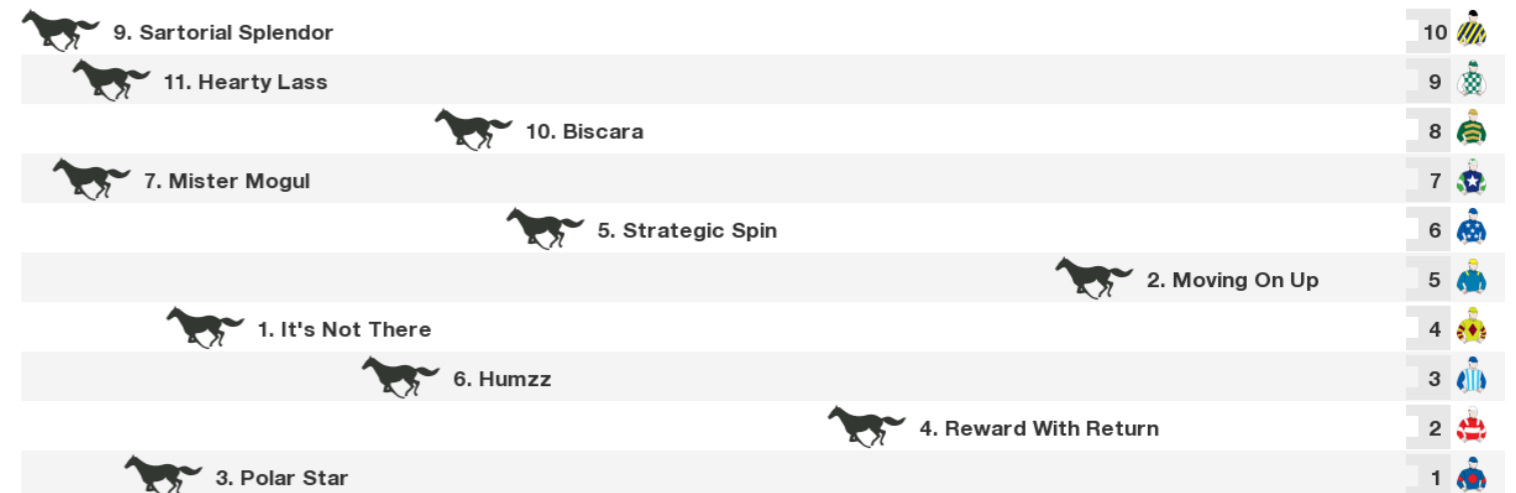 9. Sartorial Splendor 10
11. Hearty Lass 9
10. Biscara 8
7. Mister Mogul 7
5. Strategic Spin 6
2. Moving On Up 5
1. It's Not There 4
6. Humzz 3
4. Reward With Return 2
3. Polar Star 1